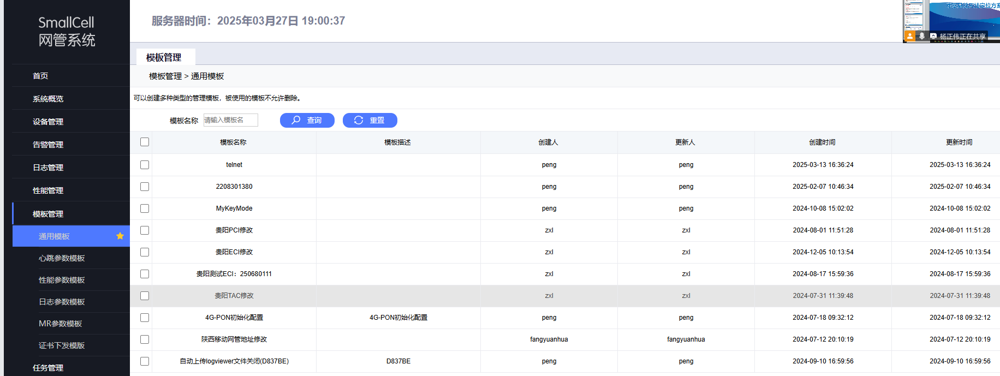 SmallCell
网管系统
服务器时间：2025年03月27日 19:00:37
杨正伟正在共享
首页
系统概览
设备管理
告警管理
日志管理
性能管理
模板管理
通用模板
心跳参数模板
性能参数模板
日志参数模板
MR参数模板
证书下发模版
任务管理
模板管理
模板管理 > 通用模板
可以创建多种类型的管理模板，被使用的模板不允许删除。
模板名称 请输入模板名 查询 重置
模板名称 模板描述 创建人 更新人 创建时间 更新时间
telnet peng peng 2025-03-13 16:36:24 2025-03-13 16:36:24
2208301380 peng peng 2025-02-07 10:46:34 2025-02-07 10:46:34
MyKeyMode peng peng 2024-10-08 15:02:02 2024-10-08 15:02:02
贵阳PCI修改 zxl zxl 2024-08-01 11:51:28 2024-08-01 11:51:28
贵阳ECI修改 zxl zxl 2024-12-05 10:13:54 2024-12-05 10:13:54
贵阳测试ECI：250680111 zxl zxl 2024-08-17 15:59:36 2024-08-17 15:59:36
贵阳TAC修改 zxl zxl 2024-07-31 11:39:48 2024-07-31 11:39:48
4G-PON初始化配置 4G-PON初始化配置 peng peng 2024-07-18 09:32:12 2024-07-18 09:32:12
陕西移动网管地址修改 fangyuanhua fangyuanhua 2024-07-12 20:10:19 2024-07-12 20:10:19
自动上传logviewer文件关闭(D837BE) D837BE peng peng 2024-09-10 16:59:56 2024-09-10 16:59:56